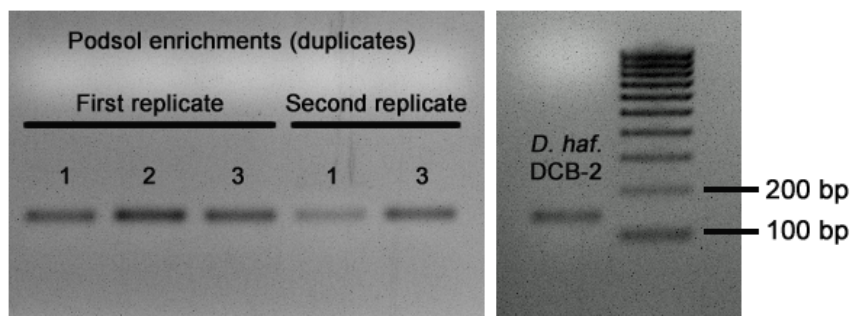 Podsol enrichments (duplicates)
First replicate
Second replicate
1
2
3
1
3
D. haf.
DCB-2
200 bp
100 bp